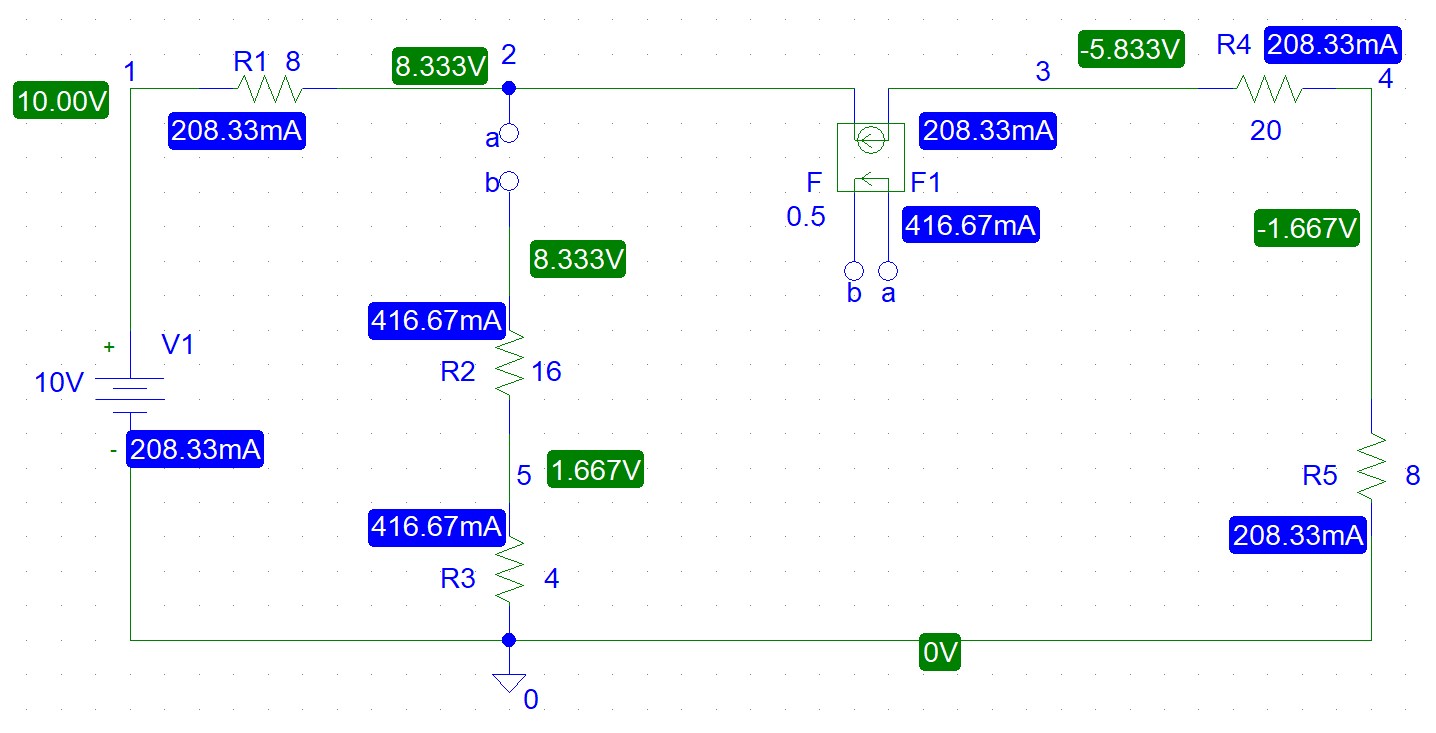 2
R1 8
8.333V
-5.833V
R4
208.33mA
1
3
4
10.00V
208.33mA
a
208.33mA
20
b
F
F1
0.5
416.67mA
-1.667V
8.333V
b a
416.67mA
+
V1
10V
R2
16
-
208.33mA
5
1.667V
R5
8
416.67mA
208.33mA
R3
4
0V
0